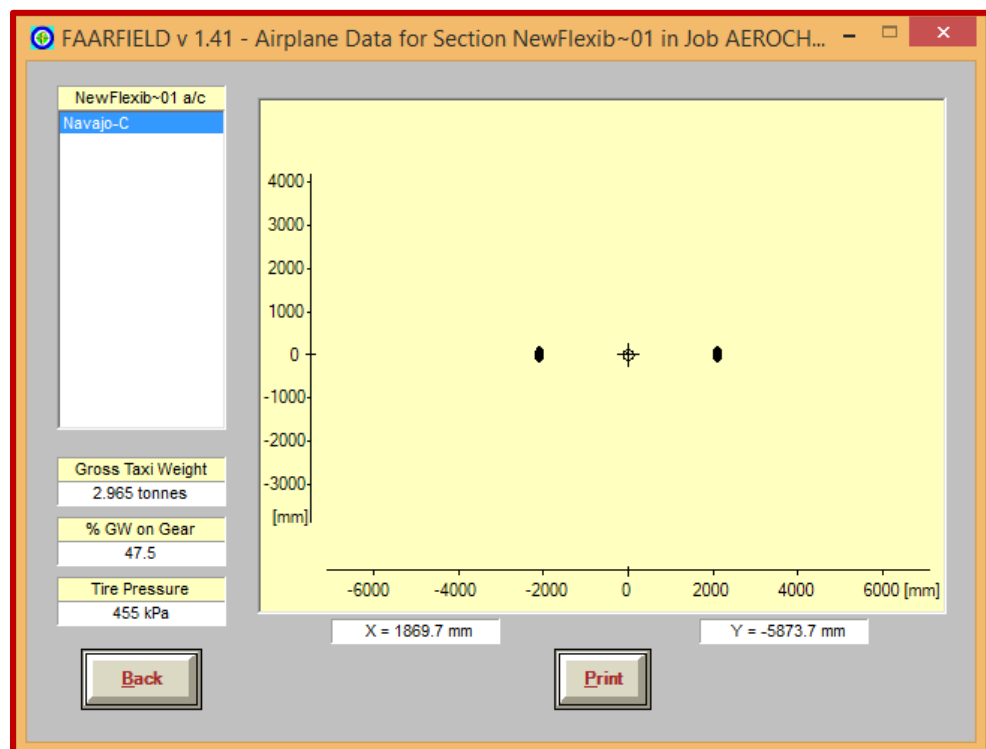 FAARFIELD v 1.41 - Airplane Data for Section NewFlexib~01 in Job AEROCH...
NewFlexib~01 a/c
Navajo-C
Gross Taxi Weight
2.965 tonnes
% GW on Gear
47.5
Tire Pressure
455 kPa
4000
3000
2000
1000
0
-1000
-2000
-3000
[mm]
-6000 -4000 -2000 0 2000 4000 6000 [mm]
X = 1869.7 mm Y = -5873.7 mm
Back Print